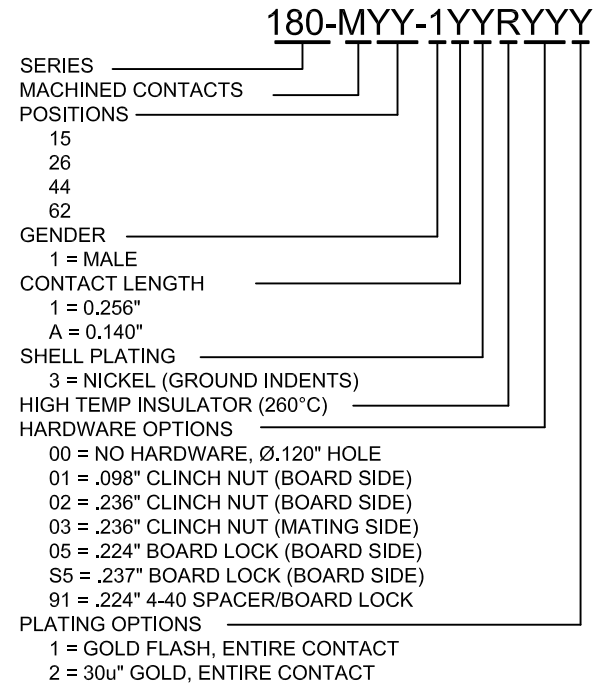 180-MYY-1YYRYYY
SERIES
MACHINED CONTACTS
POSITIONS
15
26
44
62
GENDER
1 = MALE
CONTACT LENGTH
1 = 0.256"
A = 0.140"
SHELL PLATING
3 = NICKEL (GROUND INDENTS)
HIGH TEMP INSULATOR (260°C)
HARDWARE OPTIONS
00 = NO HARDWARE, Ø.120" HOLE
01 = .098" CLINCH NUT (BOARD SIDE)
02 = .236" CLINCH NUT (BOARD SIDE)
03 = .236" CLINCH NUT (MATING SIDE)
05 = .224" BOARD LOCK (BOARD SIDE)
S5 = .237" BOARD LOCK (BOARD SIDE)
91 = .224" 4-40 SPACER/BOARD LOCK
PLATING OPTIONS
1 = GOLD FLASH, ENTIRE CONTACT
2 = 30u" GOLD, ENTIRE CONTACT